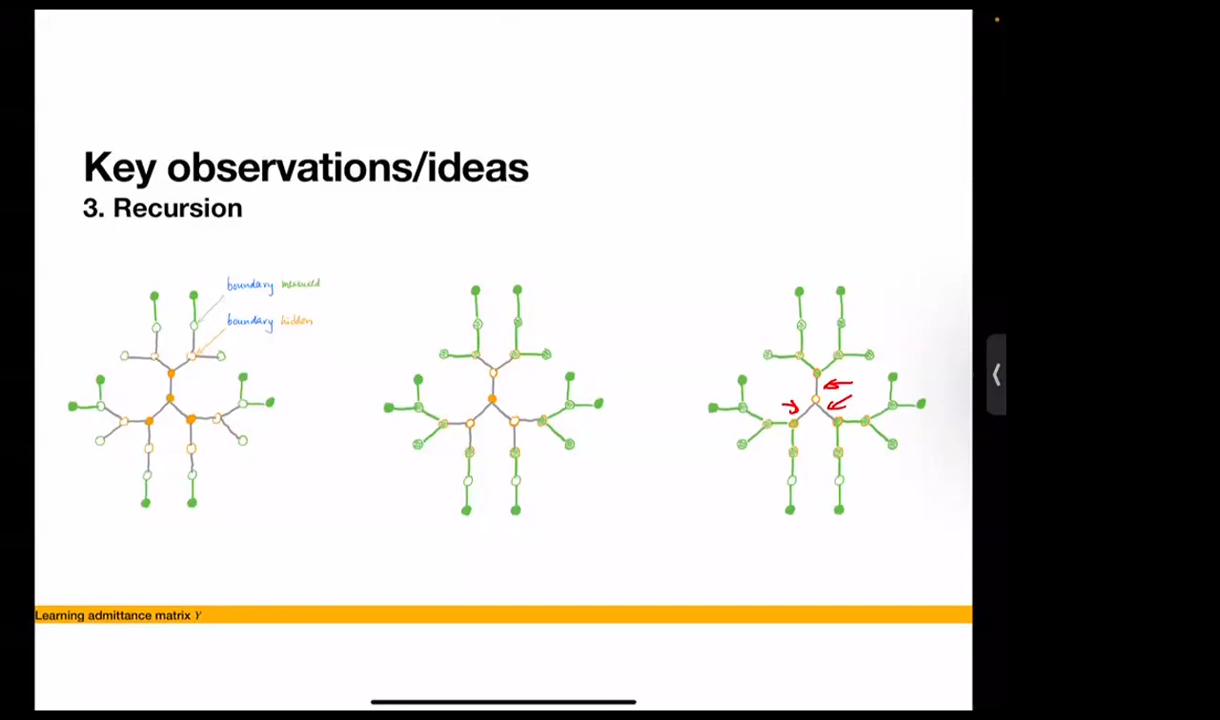 Key observations/ideas
3. Recursion
boundary measured
boundary hidden
Learning admittance matrix Y